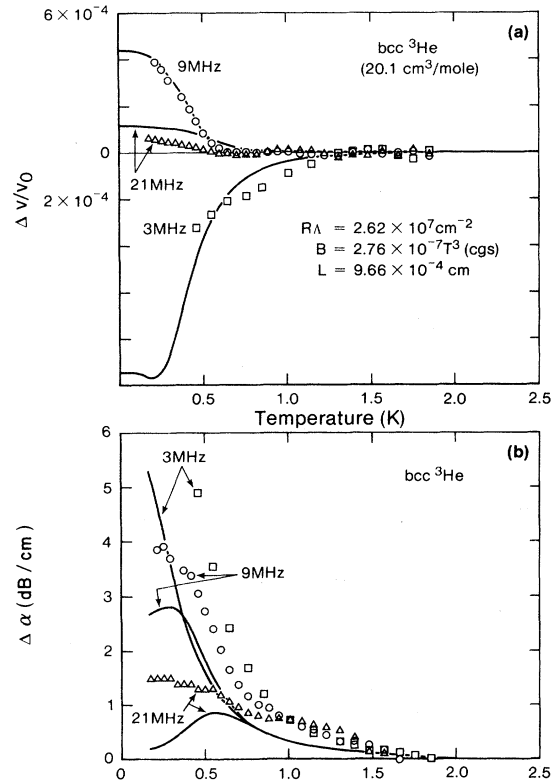 6 × 10⁻⁴
(a)
bcc ³He
(20.1 cm³/mole)
9MHz
0
21MHz
2 × 10⁻⁴
Δ v/v₀
3MHz
RΛ = 2.62 × 10⁷cm⁻²
B = 2.76 × 10⁻⁷T³ (cgs)
L = 9.66 × 10⁻⁴ cm
0.5 1.0 1.5 2.0 2.5
Temperature (K)
6
(b)
3MHz
bcc ³He
5
4
9MHz
3
Δ α (dB / cm)
2
1
21MHz
0
0 0.5 1.0 1.5 2.0 2.5